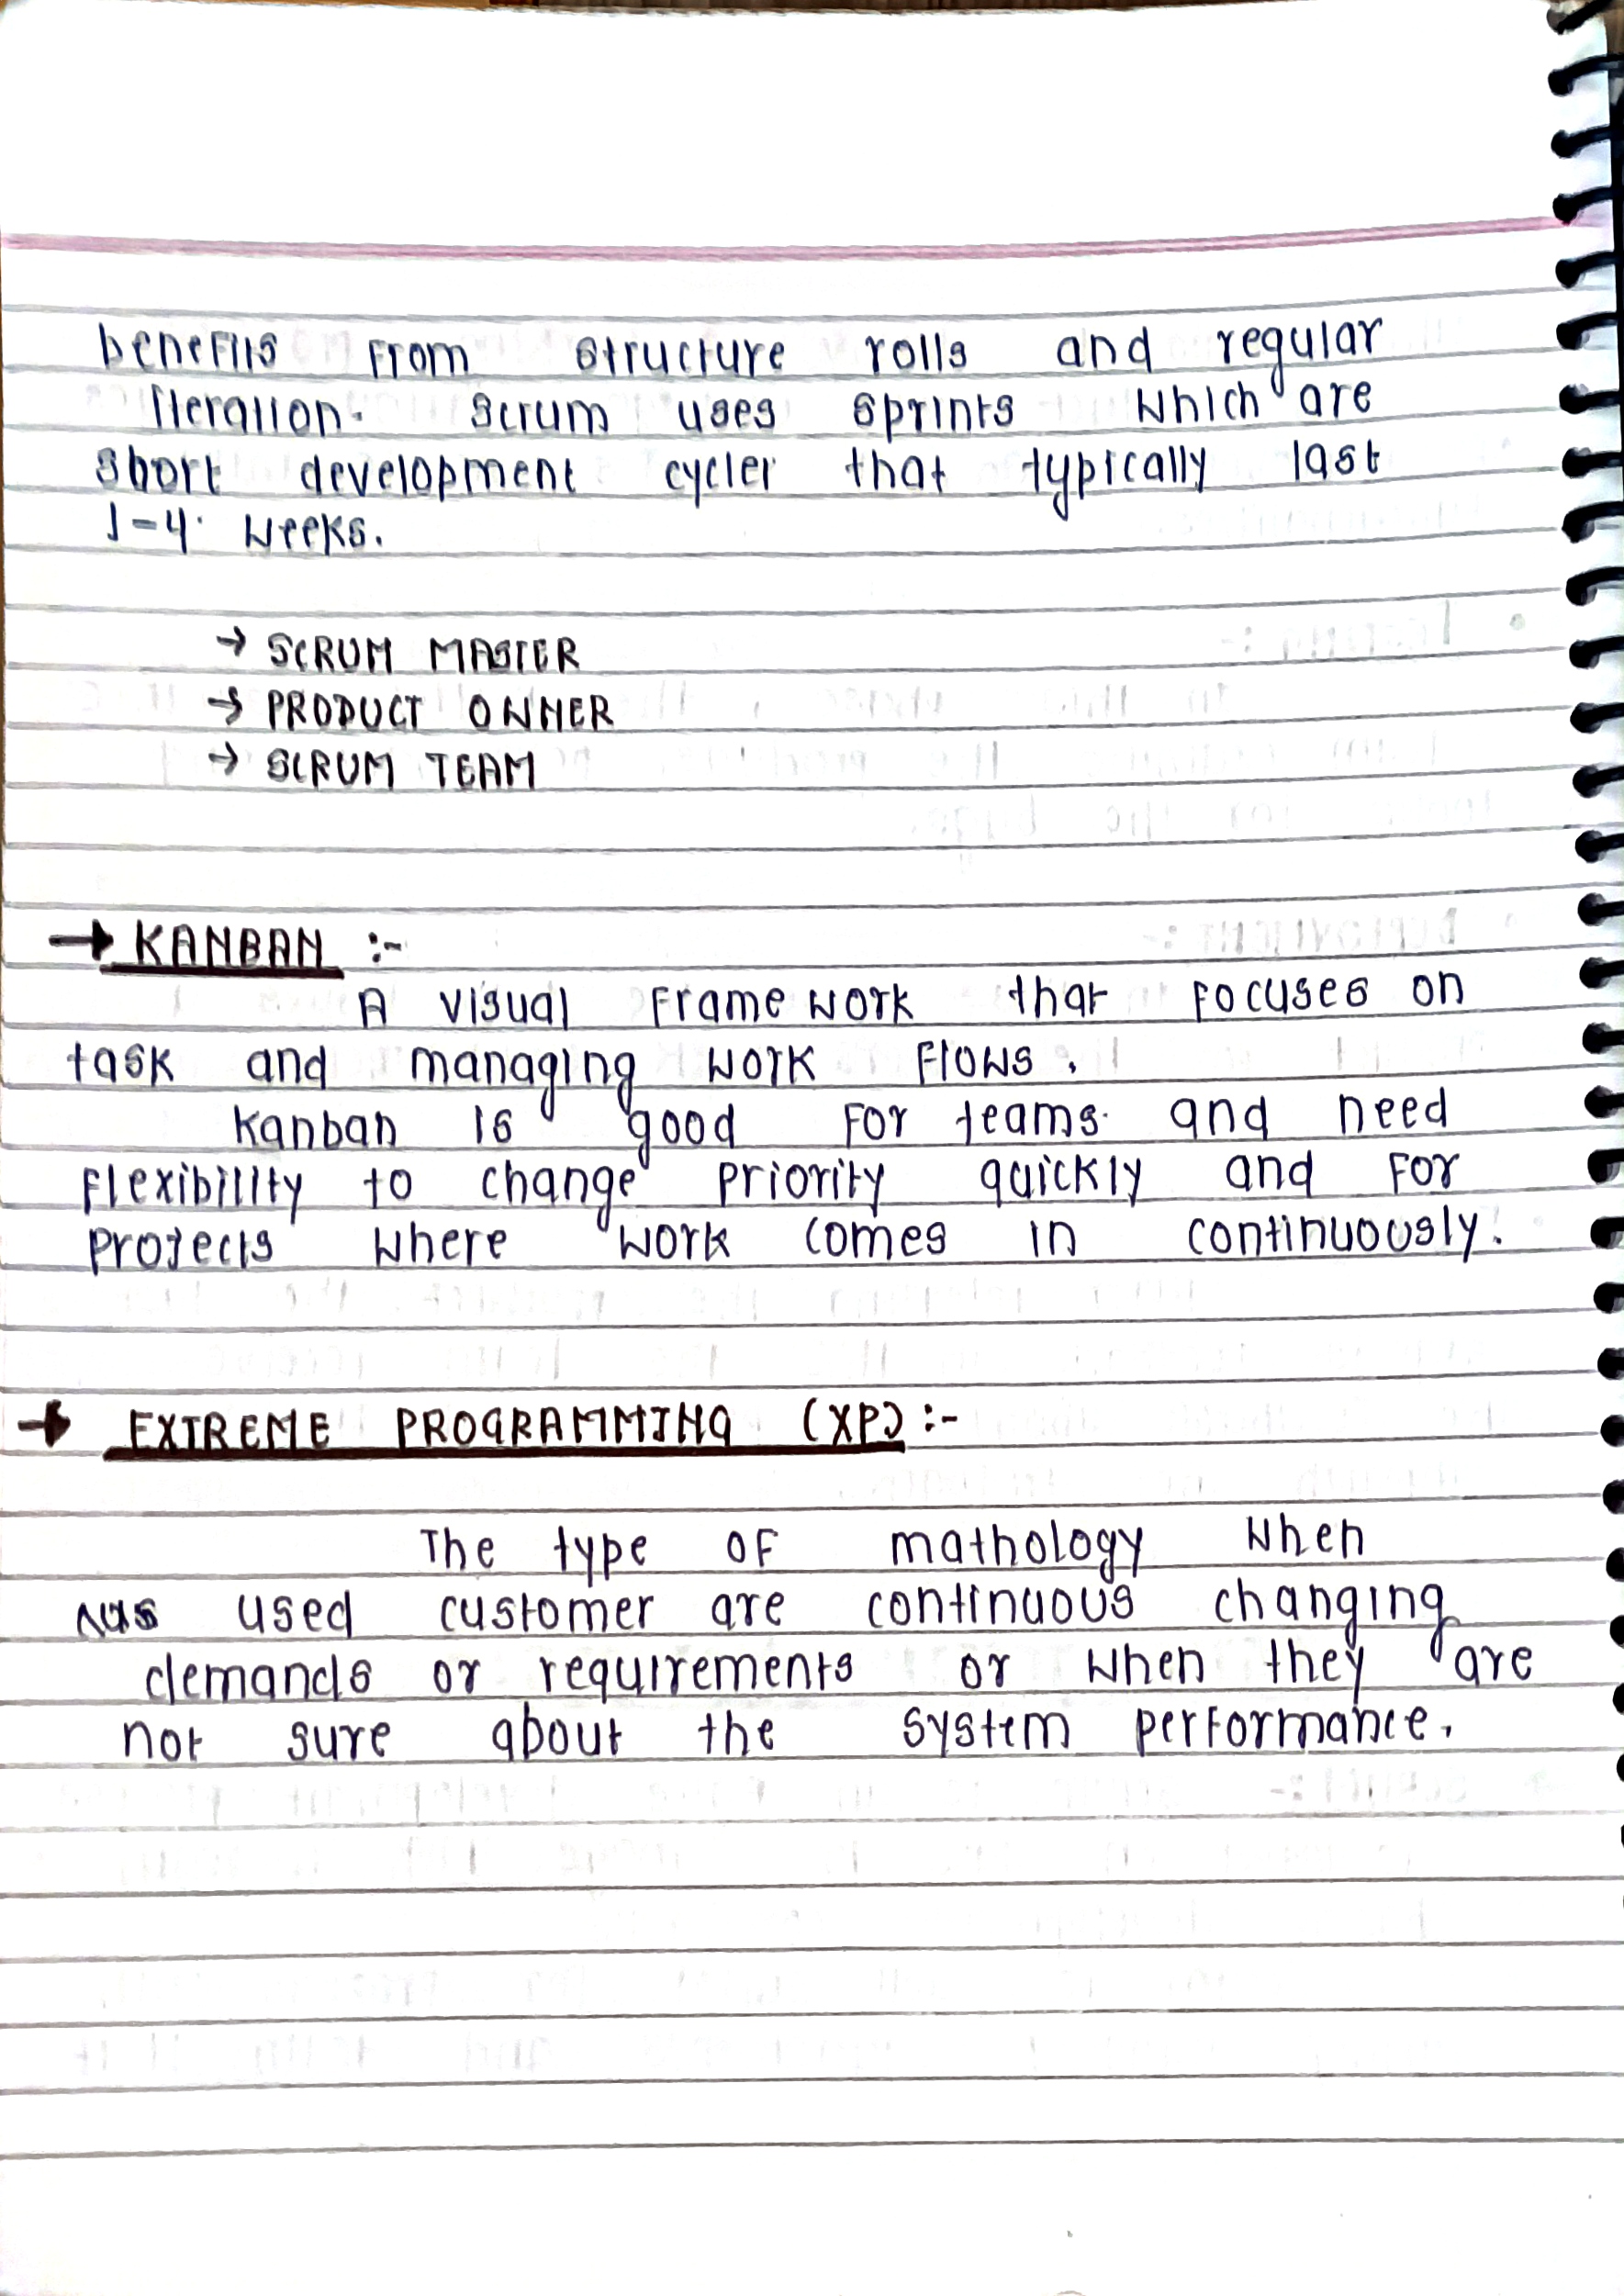 benefits from structure rolls and regular
iteration. scrum uses sprints which are
short development cycler that typically last
1-4 weeks.
→ SCRUM MASTER
→ PRODUCT OWNER
→ SCRUM TEAM
→ KANBAN :-
A visual frame work that focuses on
task and managing work flows.
Kanban is good for teams. and need
flexibility to change priority quickly and for
projects where work comes in continuously.
→ EXTREME PROGRAMMING (XP) :-
The type of mathology when
used customer are continuous changing
demands or requirements or when they are
not sure about the system performance.